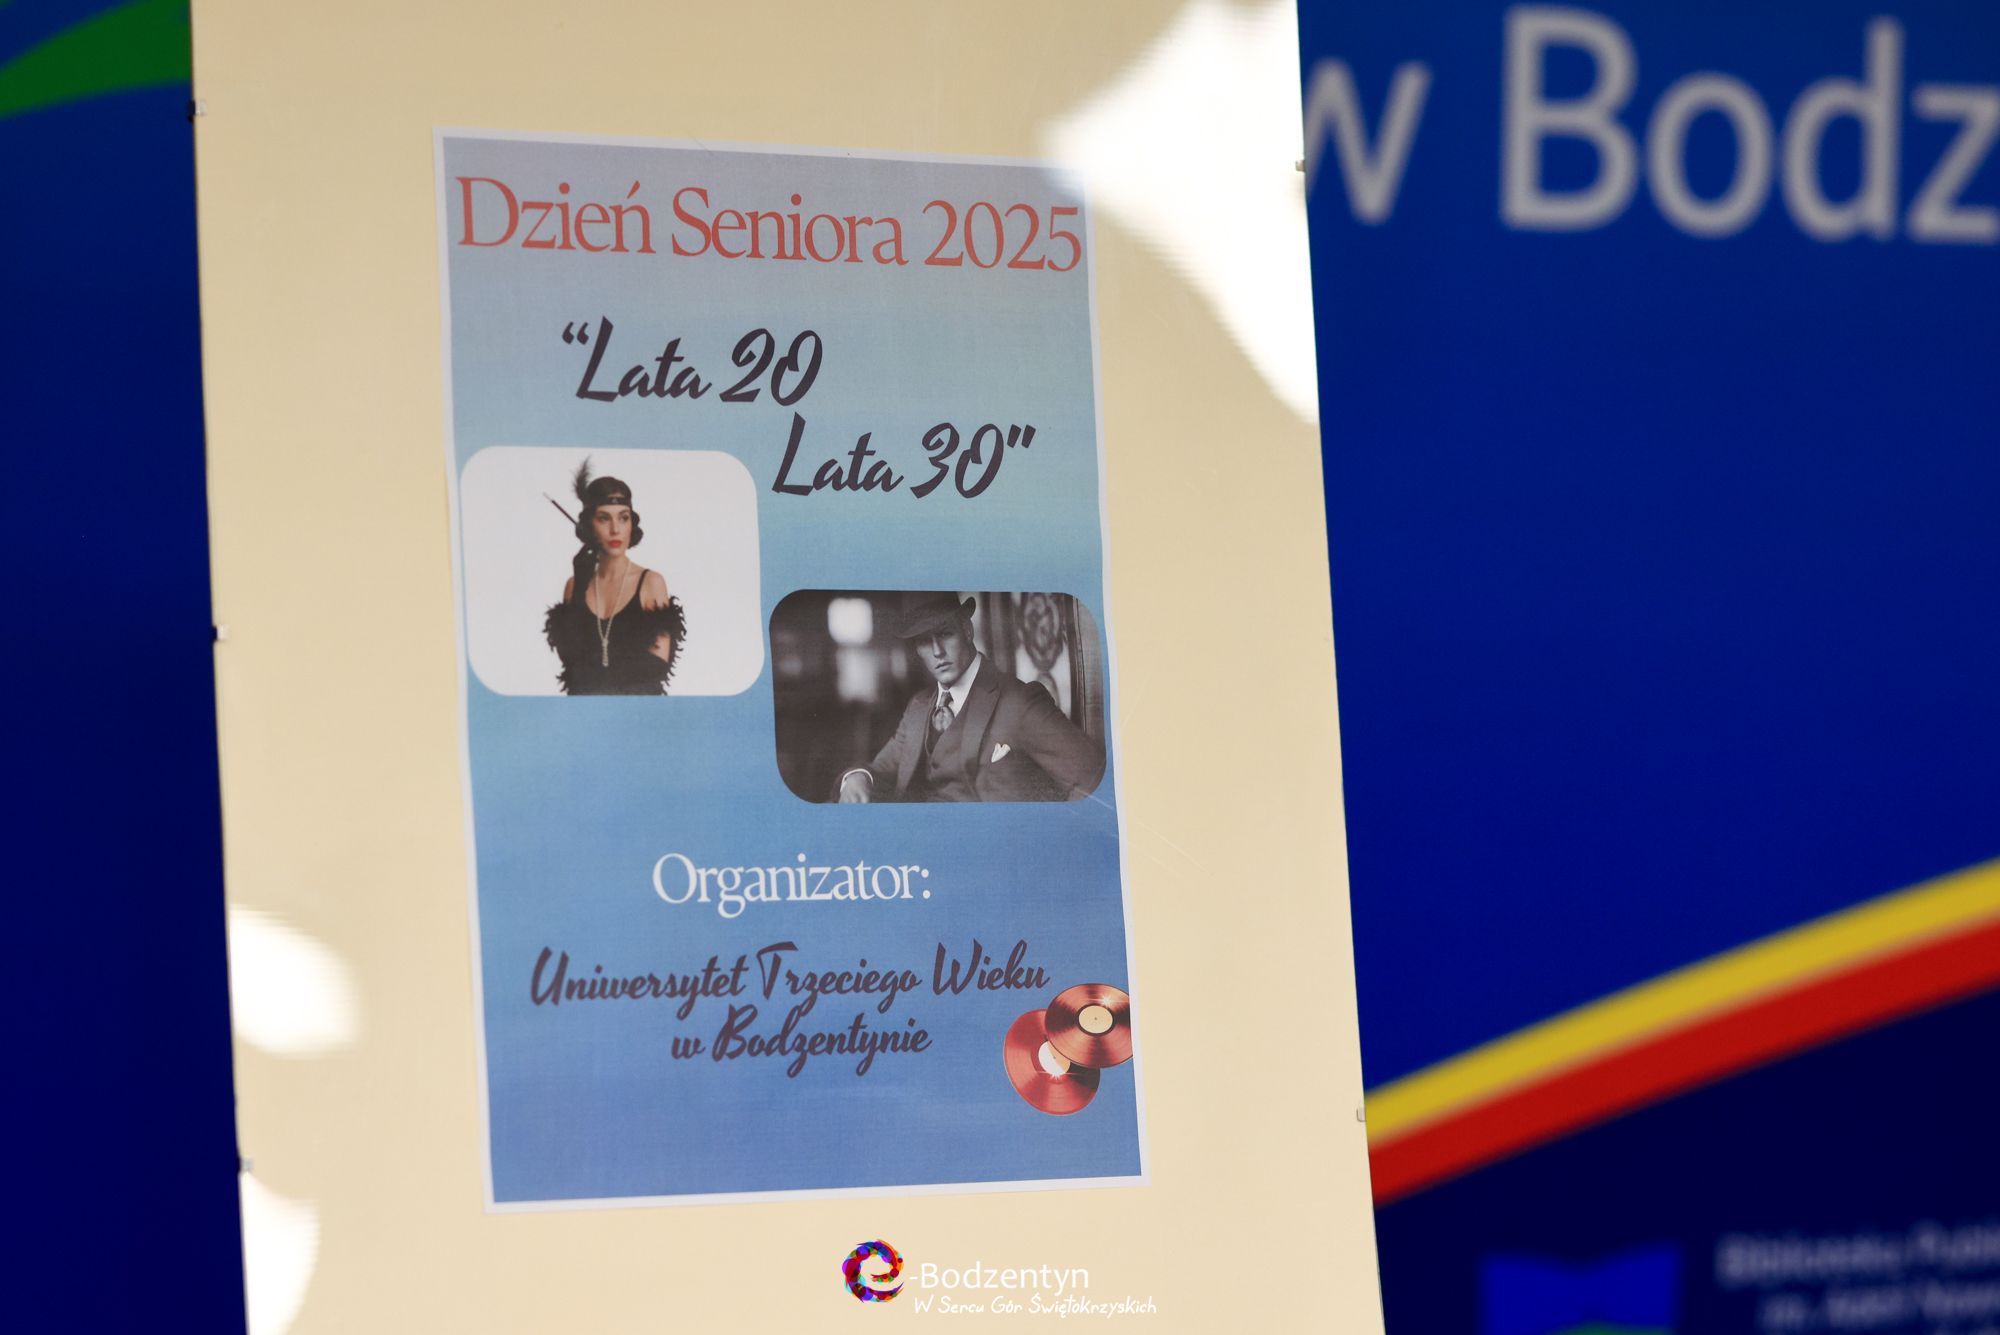 Dzień Seniora 2025
“Lata 20
Lata 30”
Organizator:
Uniwersytet Trzeciego Wieku
w Bodzentynie
w Bodz
e-Bodzentyn
W Sercu Gór Świętokrzyskich